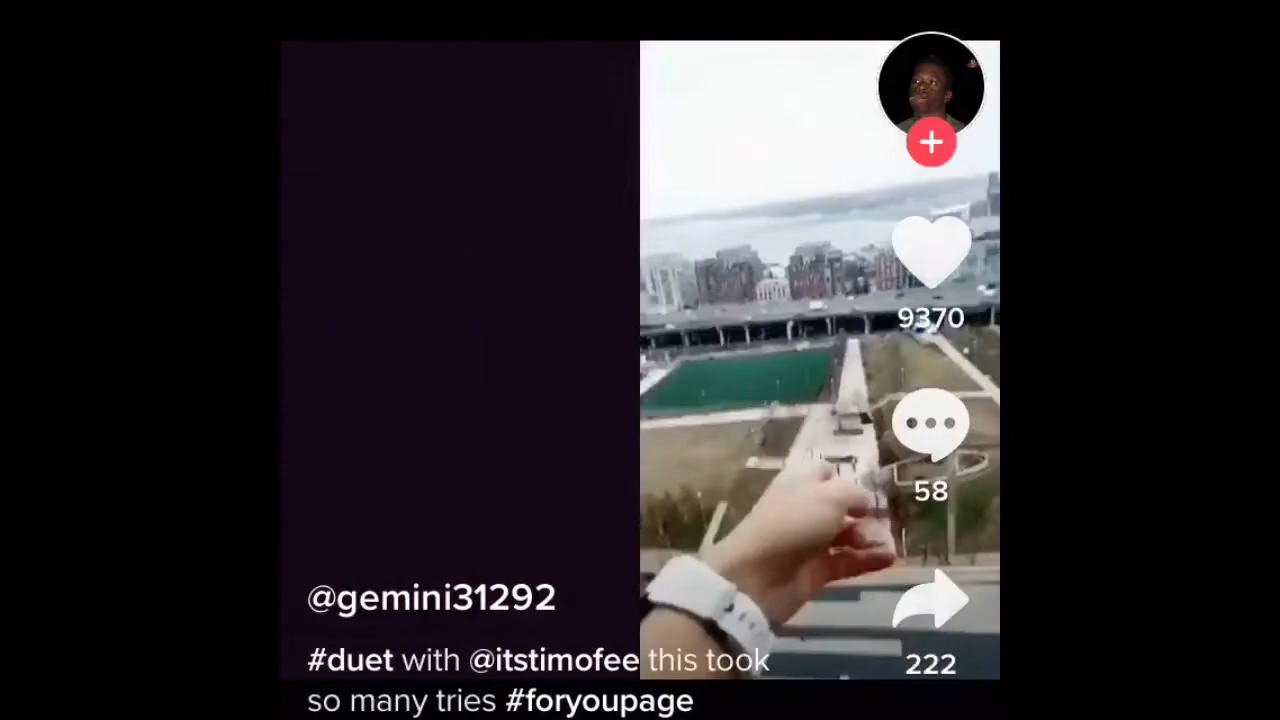 9370
58
222
@gemini31292
#duet with @itstimofee this took
so many tries #foryoupage